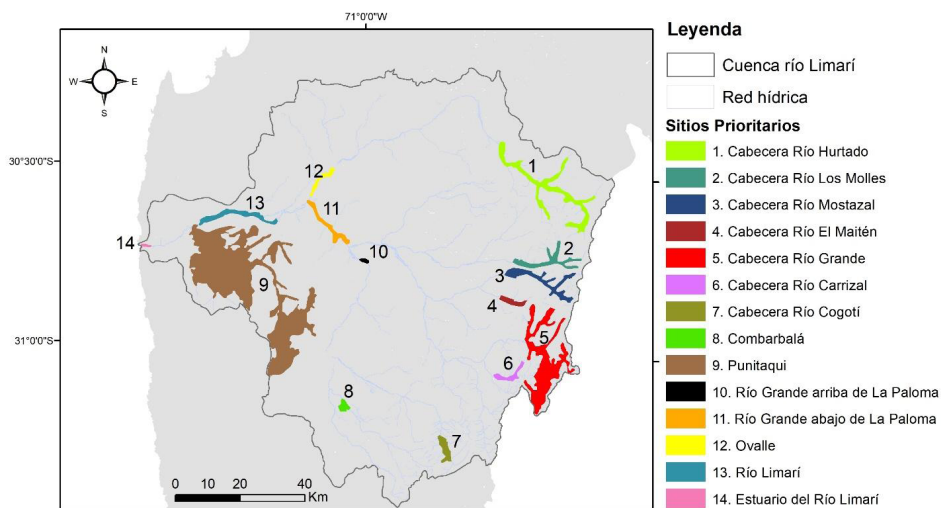 71°0'0"W
N
W E
S
30°30'0"S
31°0'0"S
1
2
3
4
5
6
7
8
9
10
11
12
13
14
0 10 20 40
Km
Leyenda
Cuenca río Limarí
Red hídrica
Sitios Prioritarios
1. Cabecera Río Hurtado
2. Cabecera Río Los Molles
3. Cabecera Río Mostazal
4. Cabecera Río El Maitén
5. Cabecera Río Grande
6. Cabecera Río Carrizal
7. Cabecera Río Cogotí
8. Combarbalá
9. Punitaqui
10. Río Grande arriba de La Paloma
11. Río Grande abajo de La Paloma
12. Ovalle
13. Río Limarí
14. Estuario del Río Limarí